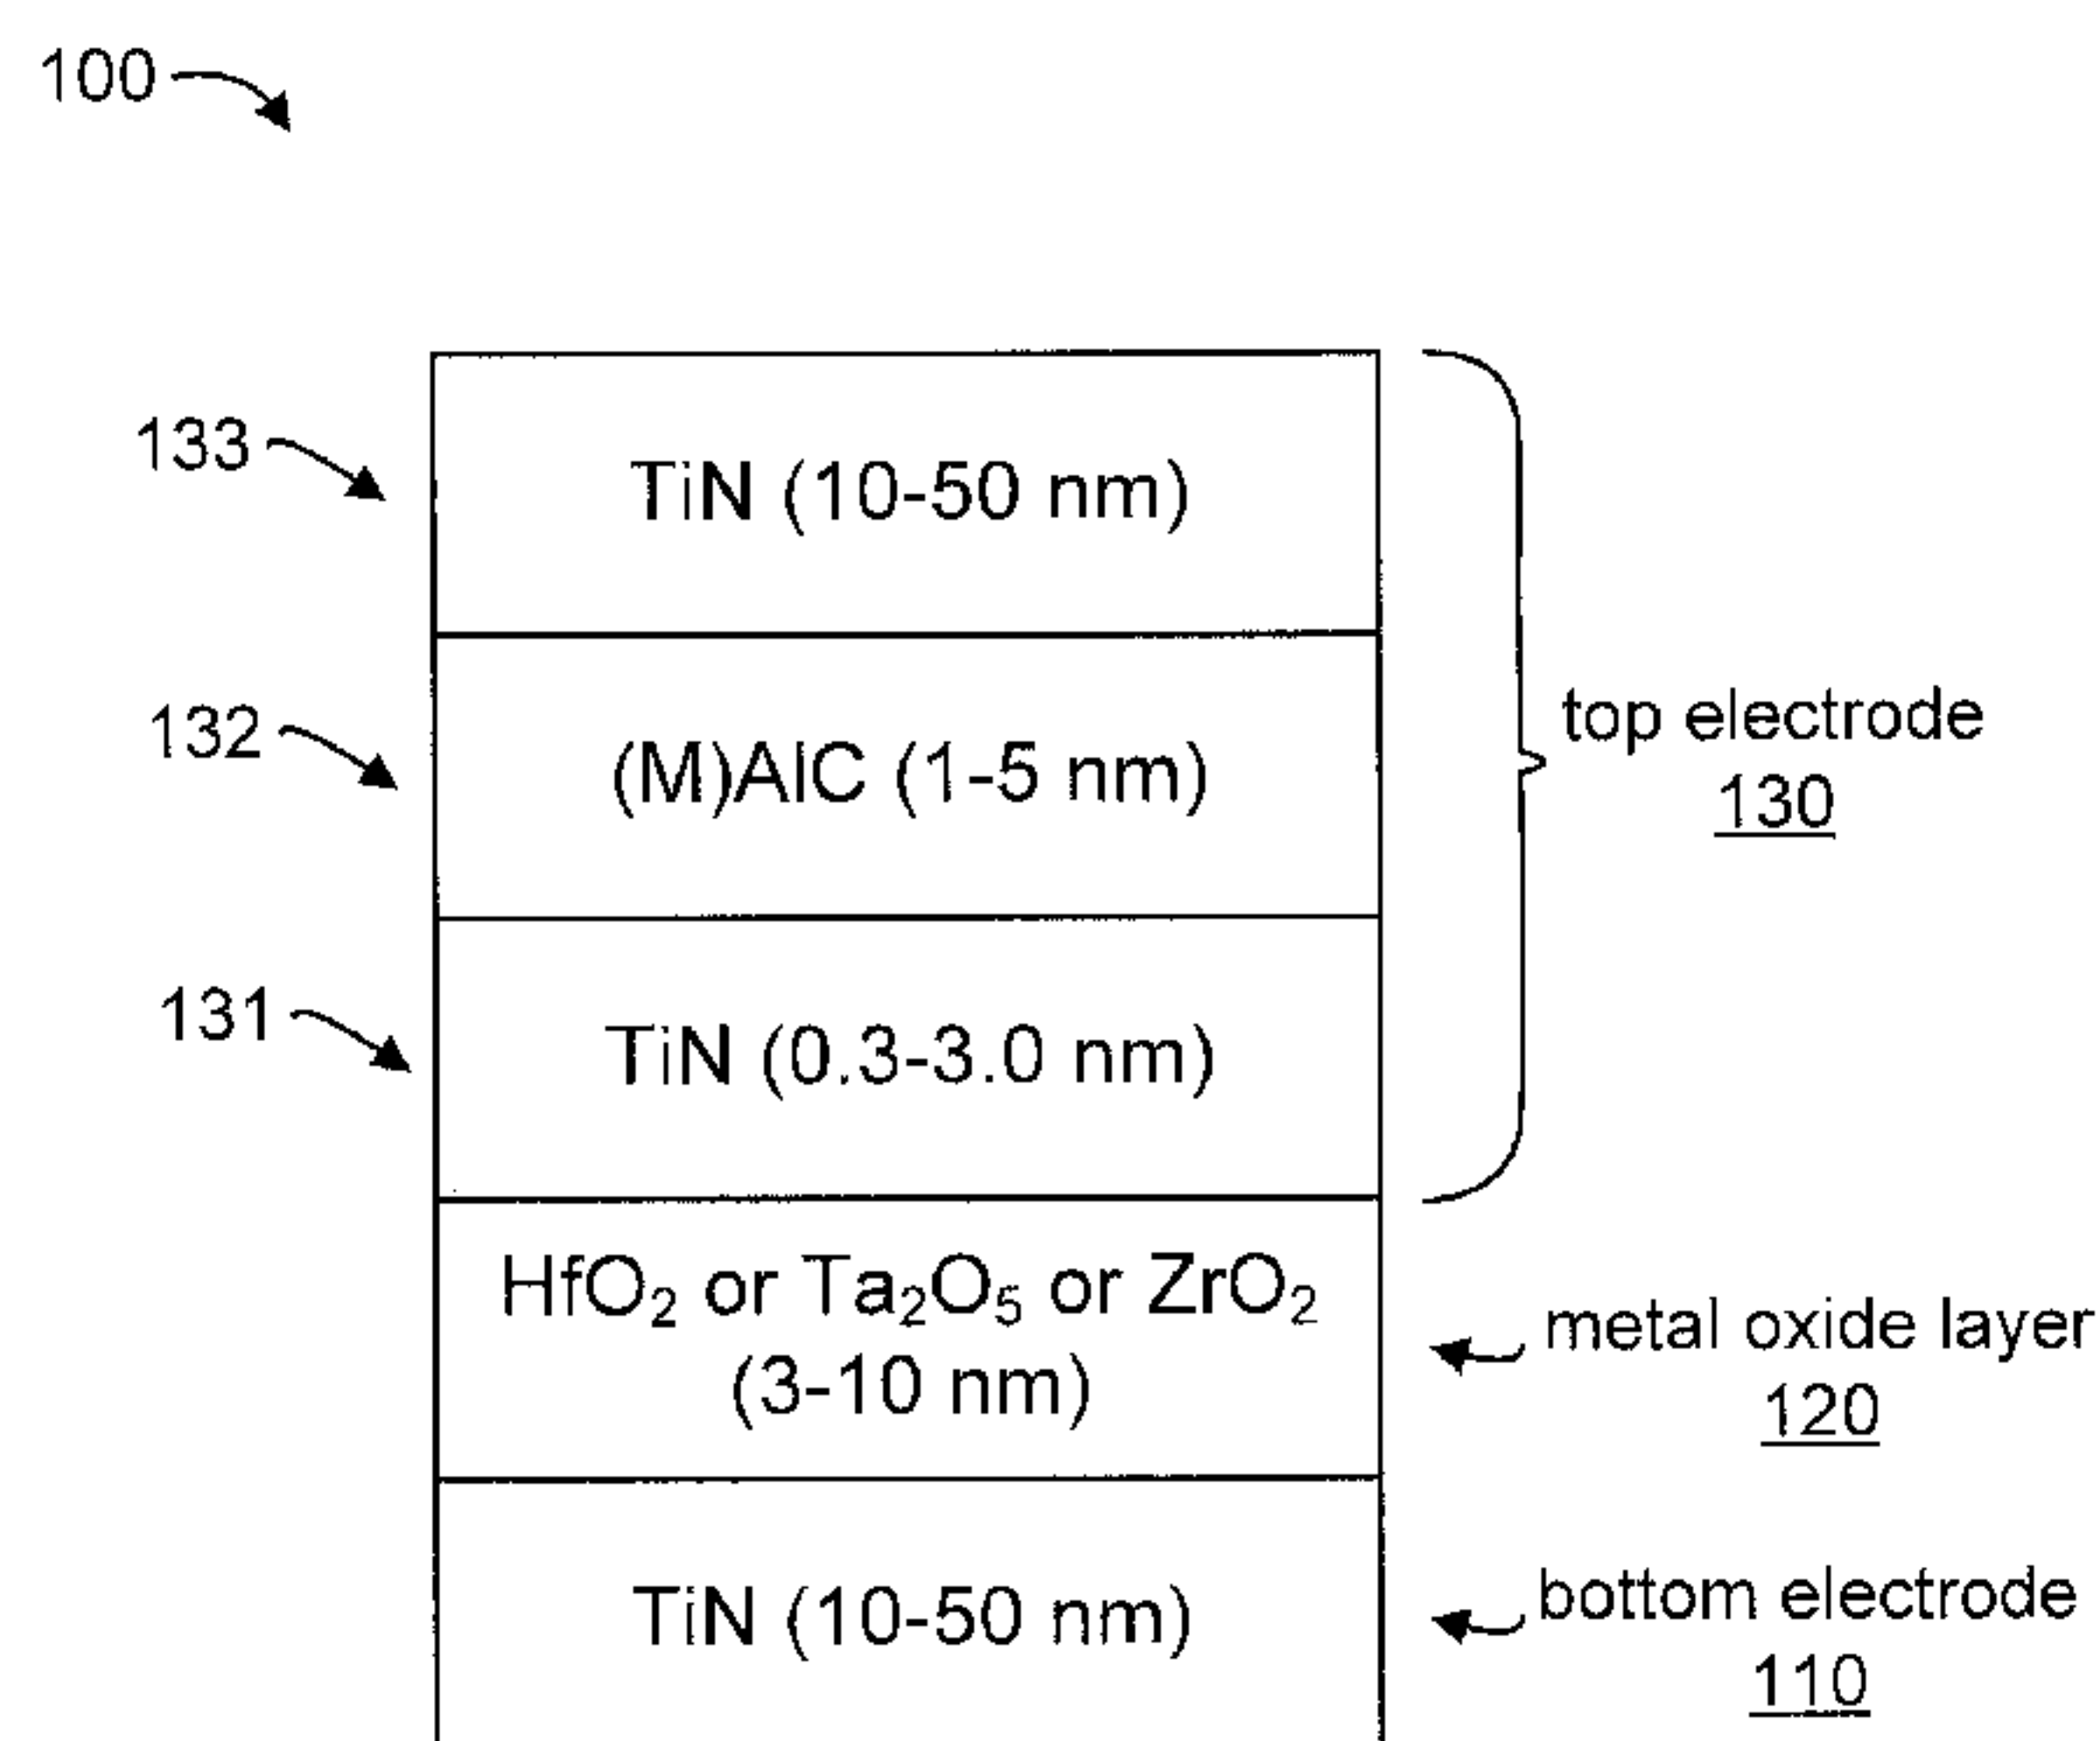 100
133
TiN (10-50 nm)
132
(M)AlC (1-5 nm)
top electrode
130
131
TiN (0.3-3.0 nm)
HfO₂ or Ta₂O₅ or ZrO₂
(3-10 nm)
metal oxide layer
120
TiN (10-50 nm)
bottom electrode
110